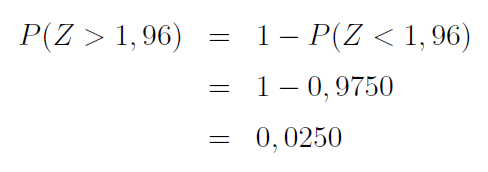 P(Z > 1,96) = 1 − P(Z < 1,96)
= 1 − 0,9750
= 0,0250